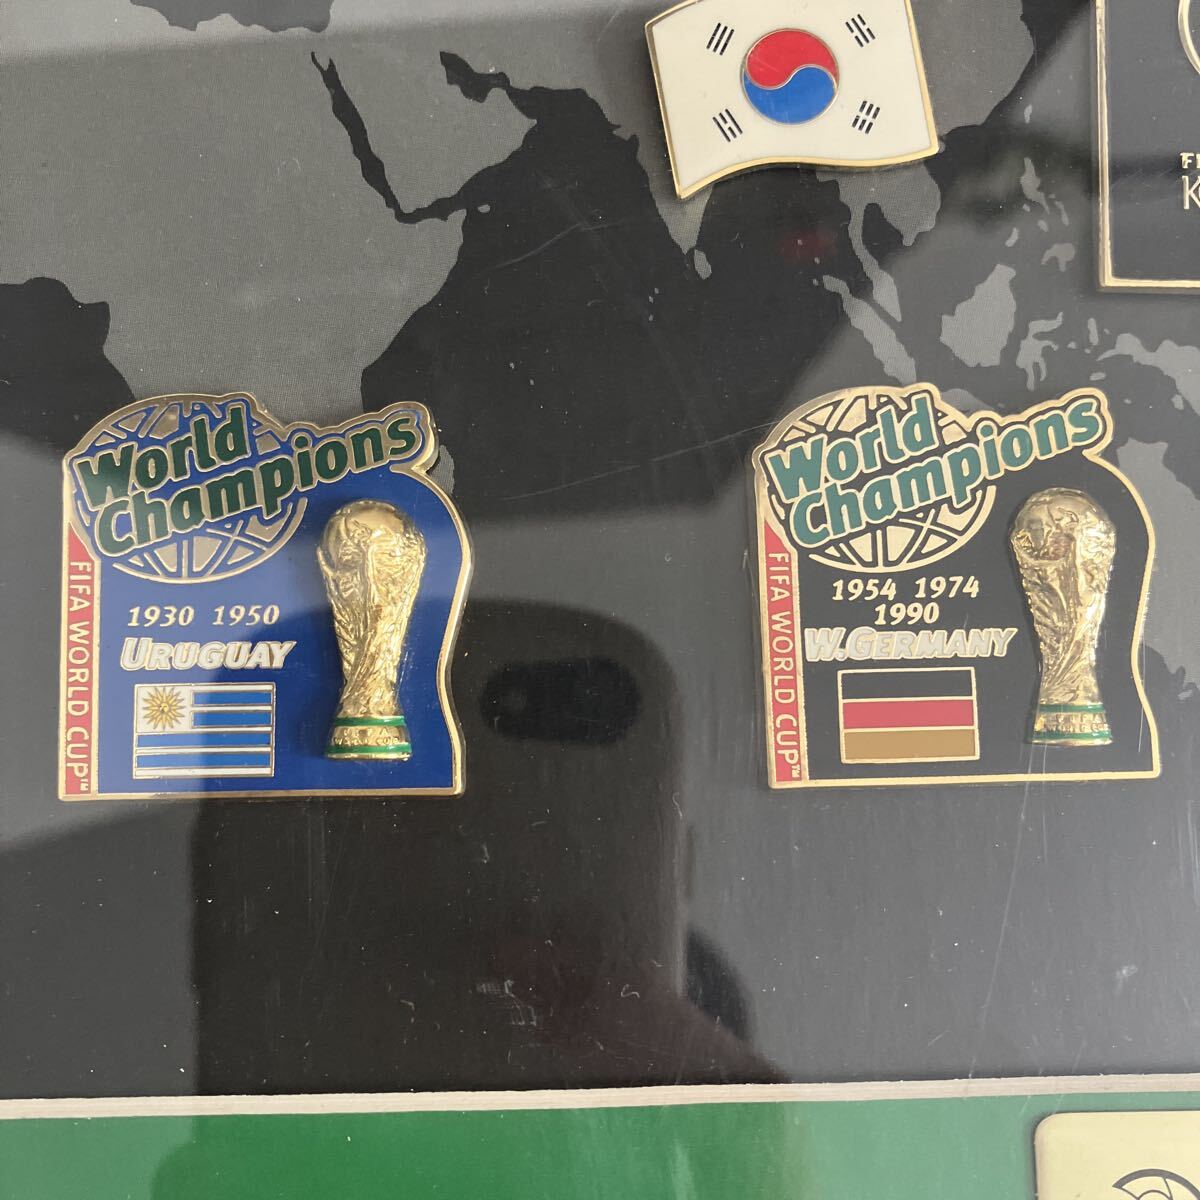 World
Champions
FIFA WORLD CUP™
1930 1950
URUGUAY
World
Champions
FIFA WORLD CUP™
1954 1974
1990
W.GERMANY